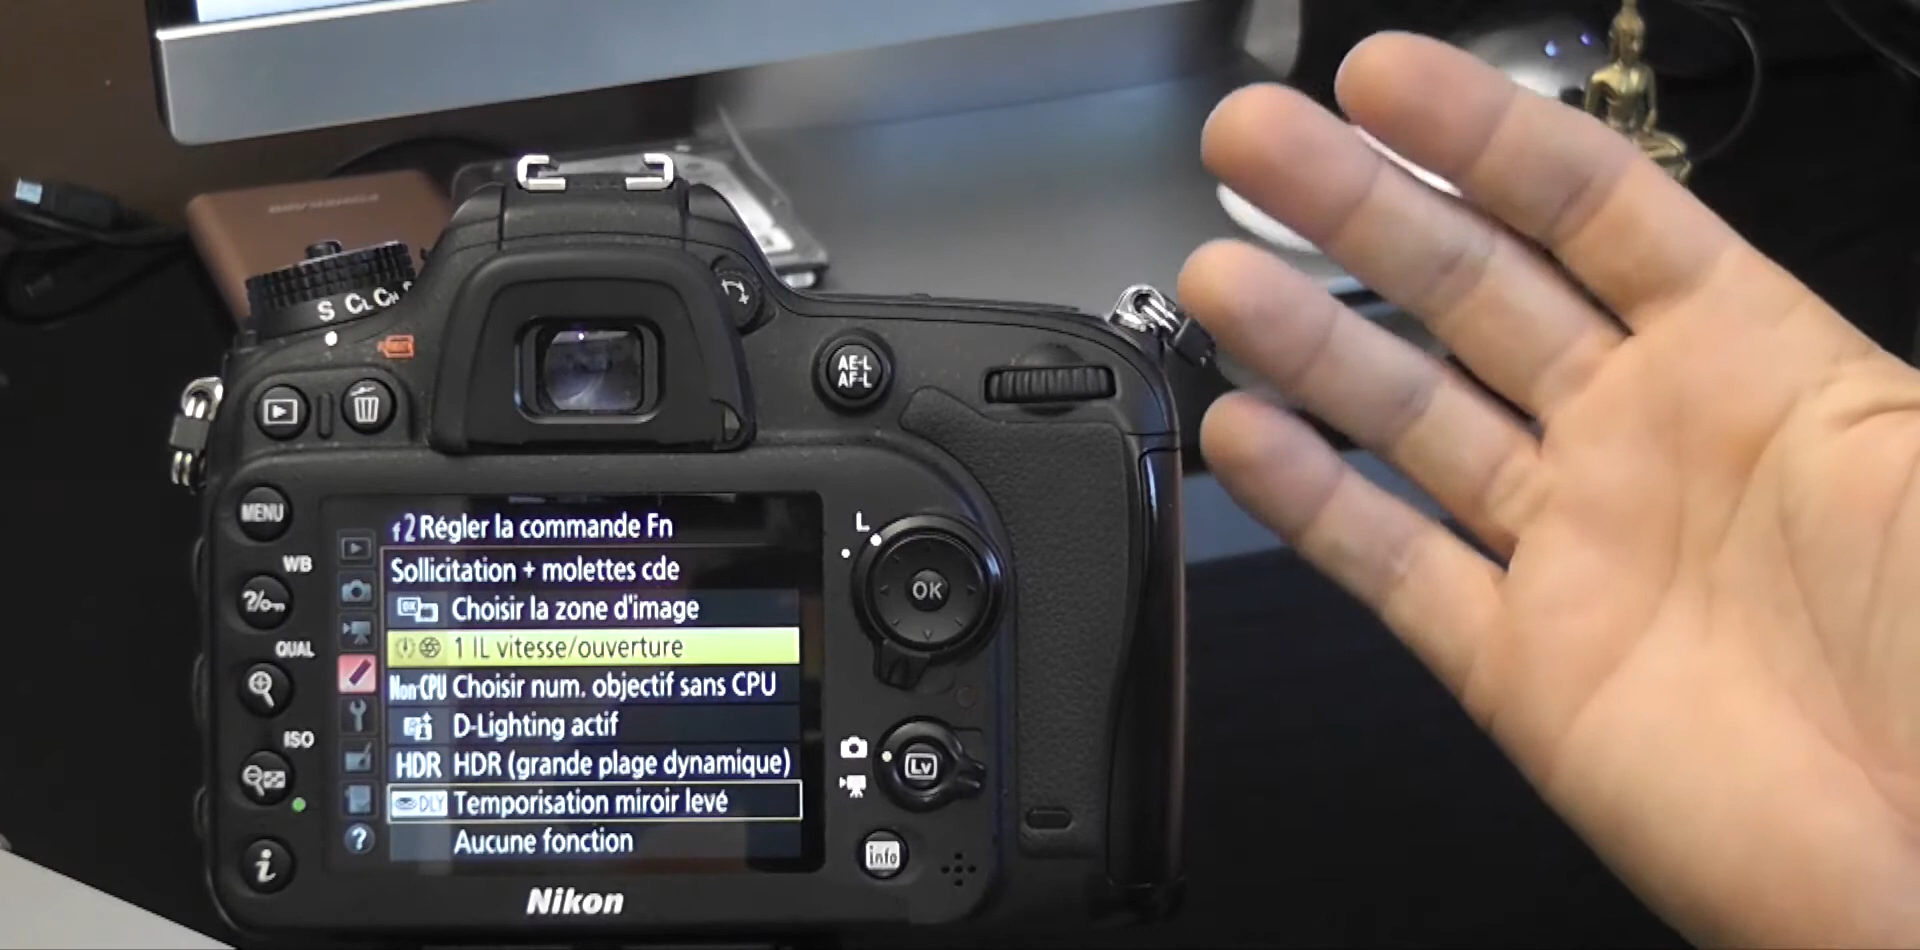 S CL CH
AE-L
AF-L
MENU
WB
?
QUAL
ISO
i
f2 Régler la commande Fn
Sollicitation + molettes cde
OK Choisir la zone d'image
1 IL vitesse/ouverture
Non-CPU Choisir num. objectif sans CPU
D-Lighting actif
HDR HDR (grande plage dynamique)
DLY Temporisation miroir levé
? Aucune fonction
L
OK
Lv
info
Nikon